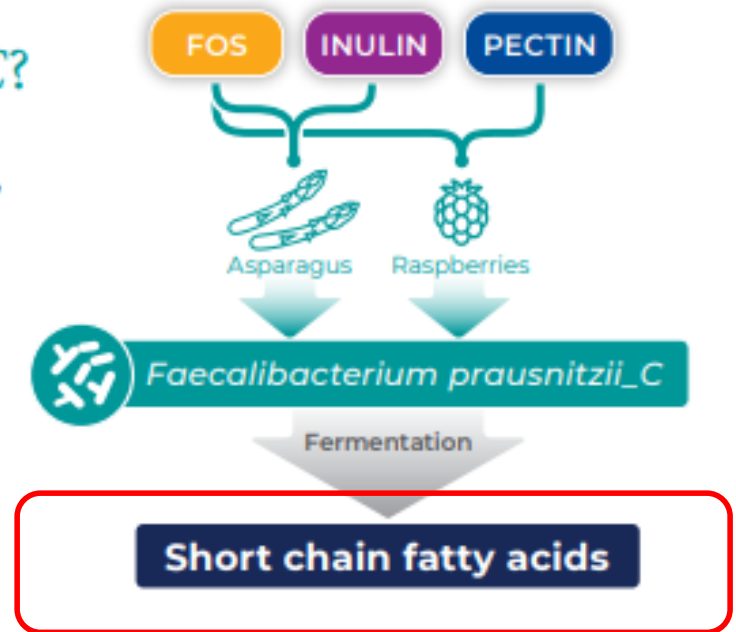 C?
FOS INULIN PECTIN
Asparagus Raspberries
Faecalibacterium prausnitzii_C
Fermentation
Short chain fatty acids